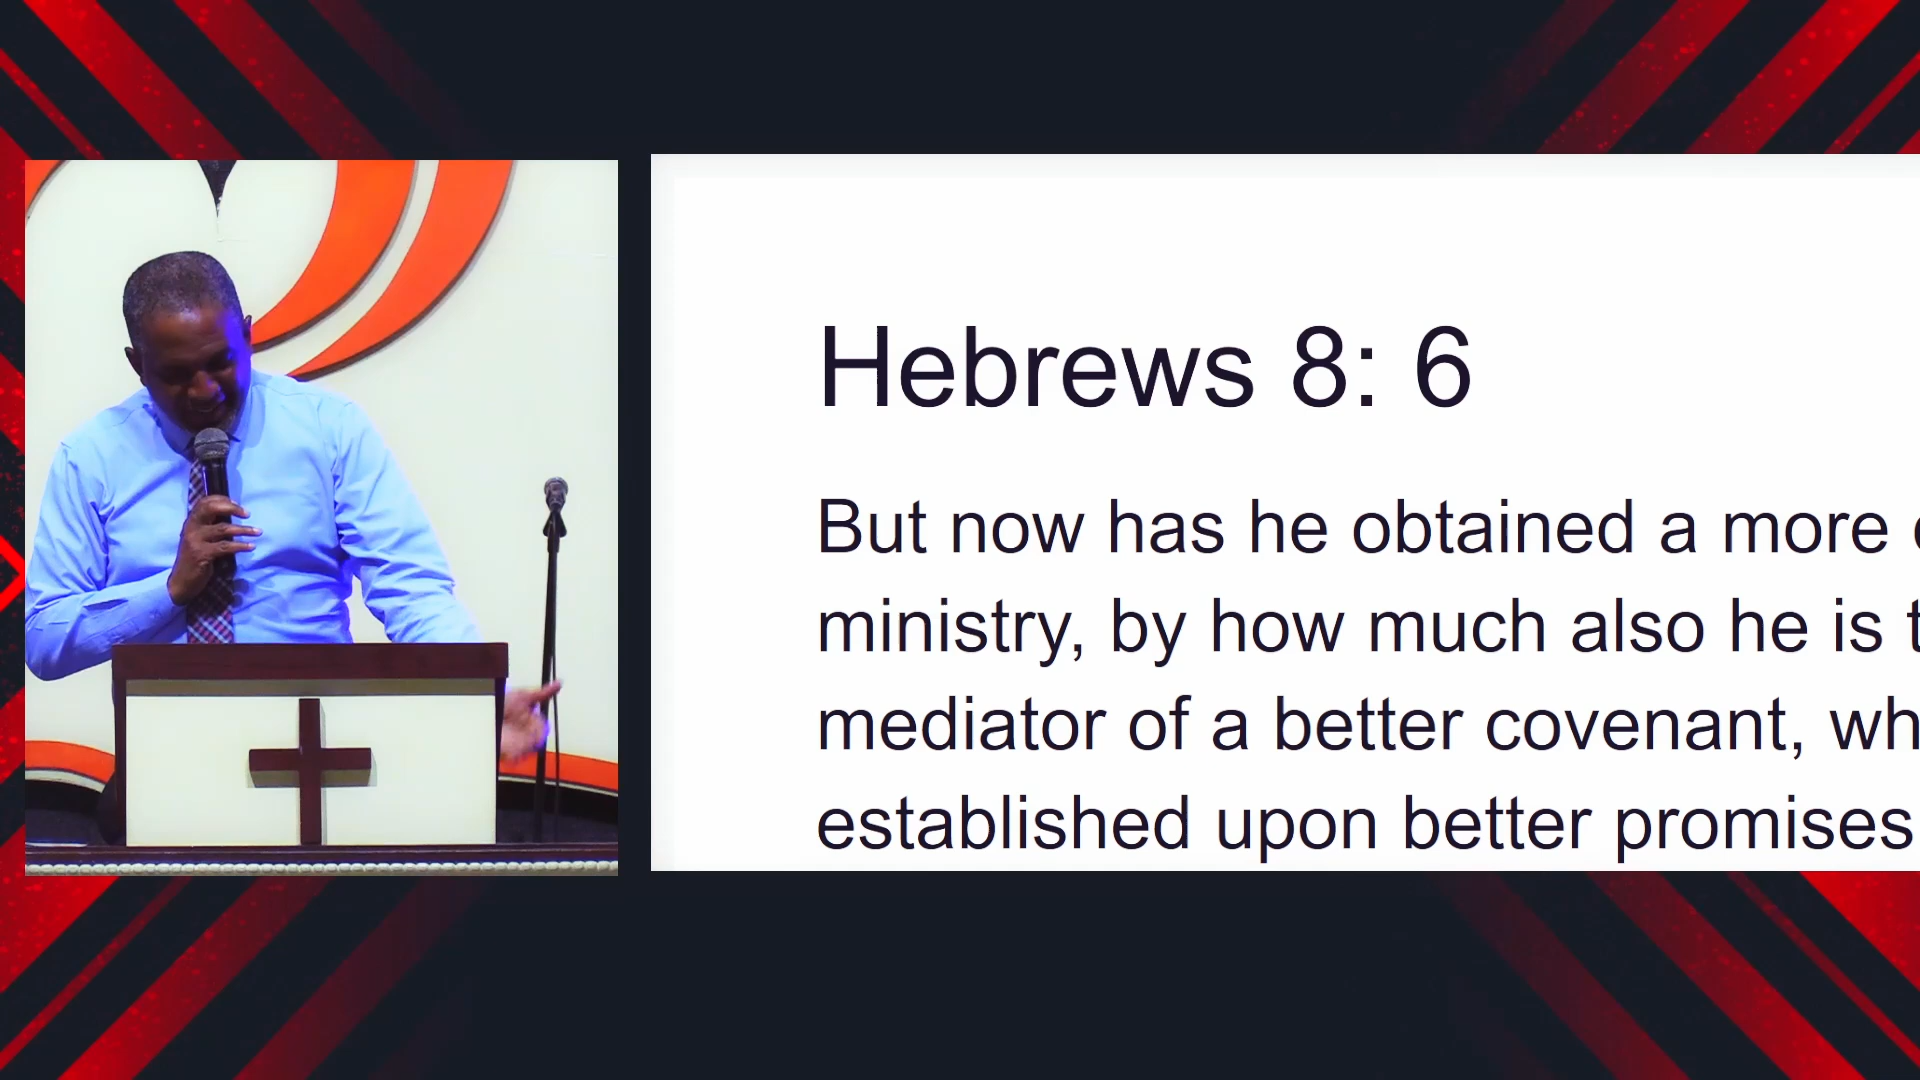 Hebrews 8: 6
But now has he obtained a more
ministry, by how much also he is
mediator of a better covenant,
established upon better promises